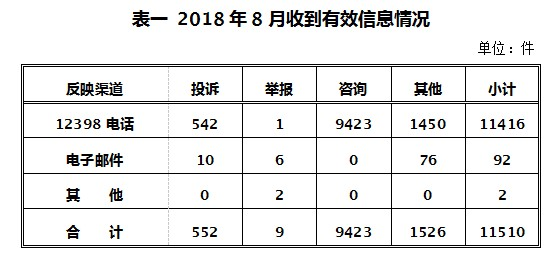 表一 2018 年 8 月收到有效信息情况
单位：件
反映渠道 投诉 举报 咨询 其他 小计
12398 电话 542 1 9423 1450 11416
电子邮件 10 6 0 76 92
其 他 0 2 0 0 2
合 计 552 9 9423 1526 11510